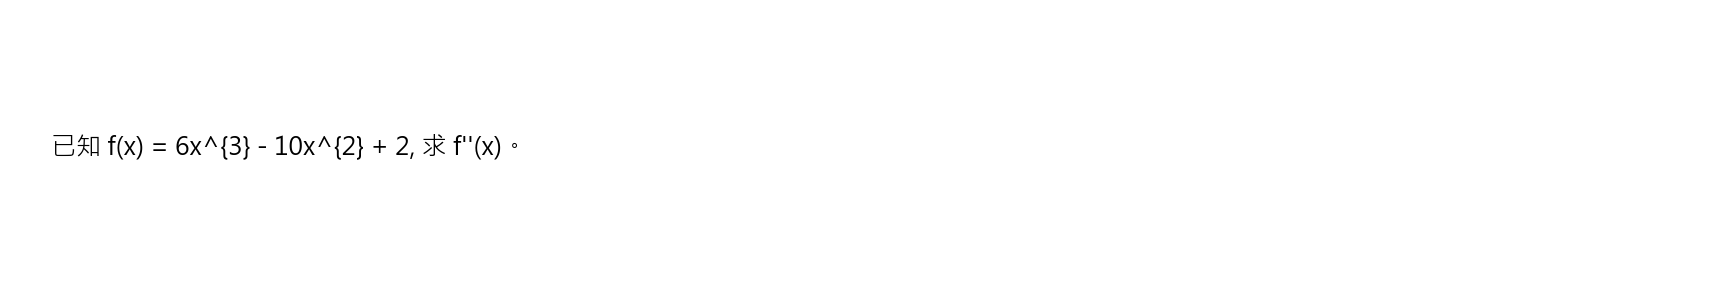 已知 f(x) = 6x^{3} - 10x^{2} + 2, 求 f''(x)。